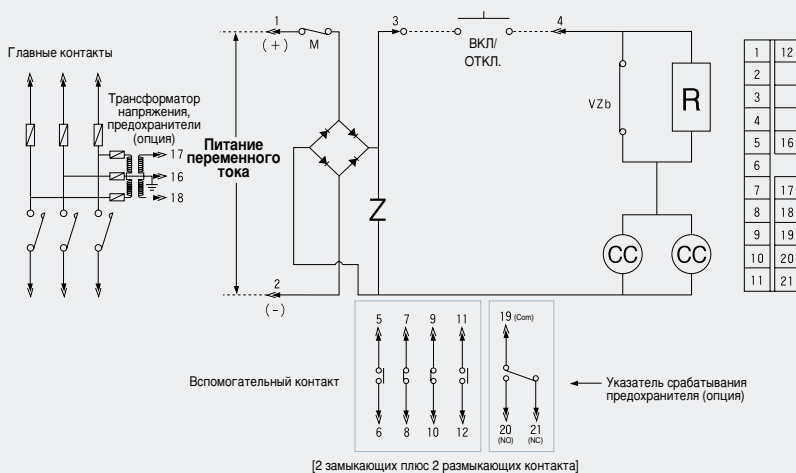 Главные контакты
Трансформатор
напряжения,
предохранители
(опция)
17
16
18
1
(+)
M
Питание
переменного
тока
2
(-)
Z
3
ВКЛ/
ОТКЛ.
4
VZb
R
CC
CC
1 12
2
3
4
5 16
6
7 17
8 18
9 19
10 20
11 21
Вспомогательный контакт
5 7 9 11
6 8 10 12
19 (Com)
20 21
(NO) (NC)
Указатель срабатывания
предохранителя (опция)
[2 замыкающих плюс 2 размыкающих контакта]